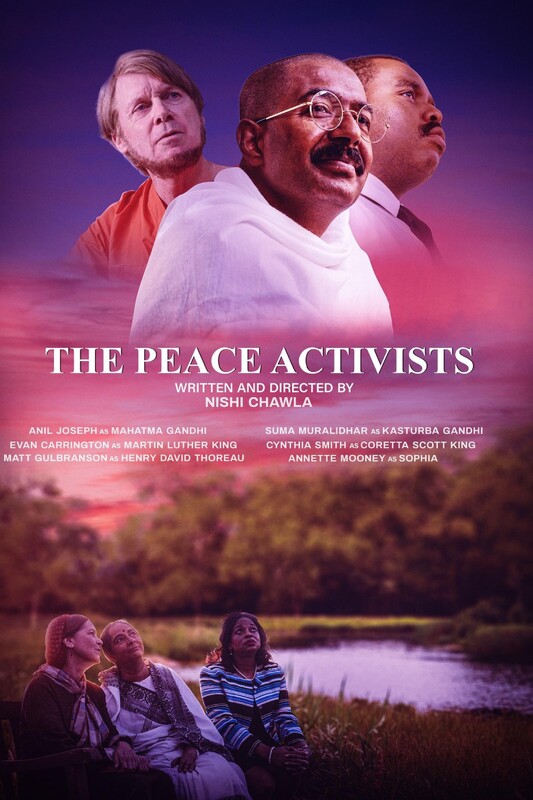 THE PEACE ACTIVISTS
WRITTEN AND DIRECTED BY
NISHI CHAWLA
ANIL JOSEPH AS MAHATMA GANDHI
EVAN CARRINGTON AS MARTIN LUTHER KING
MATT GULBRANSON AS HENRY DAVID THOREAU
SUMA MURALIDHAR AS KASTURBA GANDHI
CYNTHIA SMITH AS CORETTA SCOTT KING
ANNETTE MOONEY AS SOPHIA